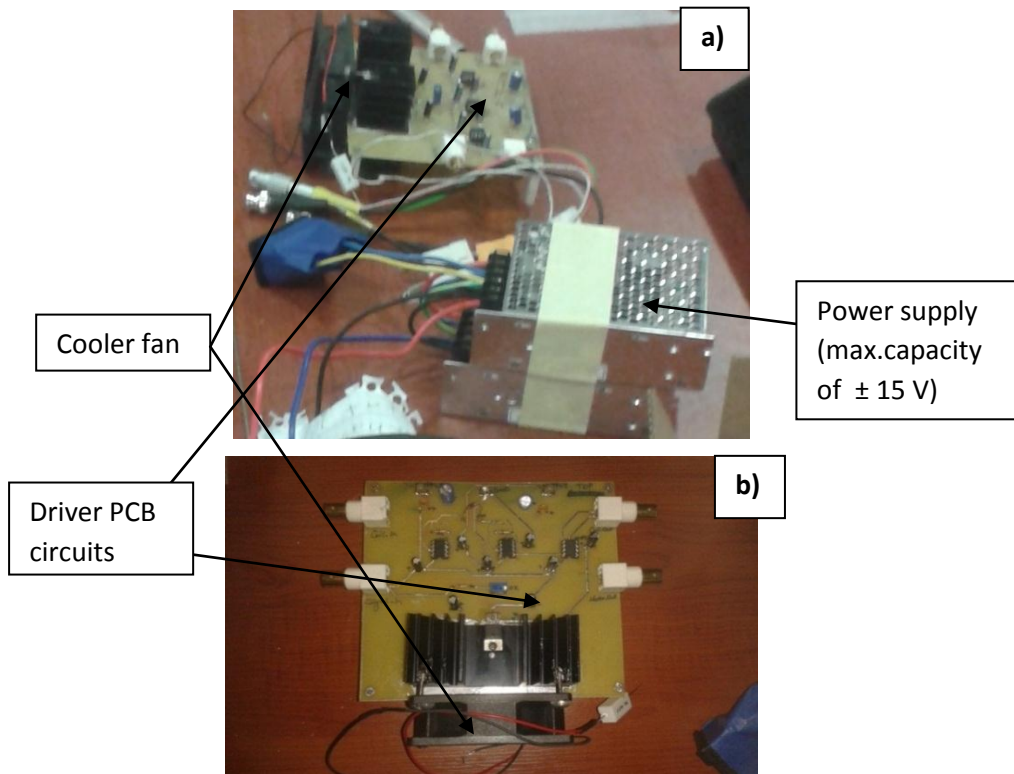 a)
Cooler fan
Power supply
(max.capacity
of ± 15 V)
Driver PCB
circuits
b)